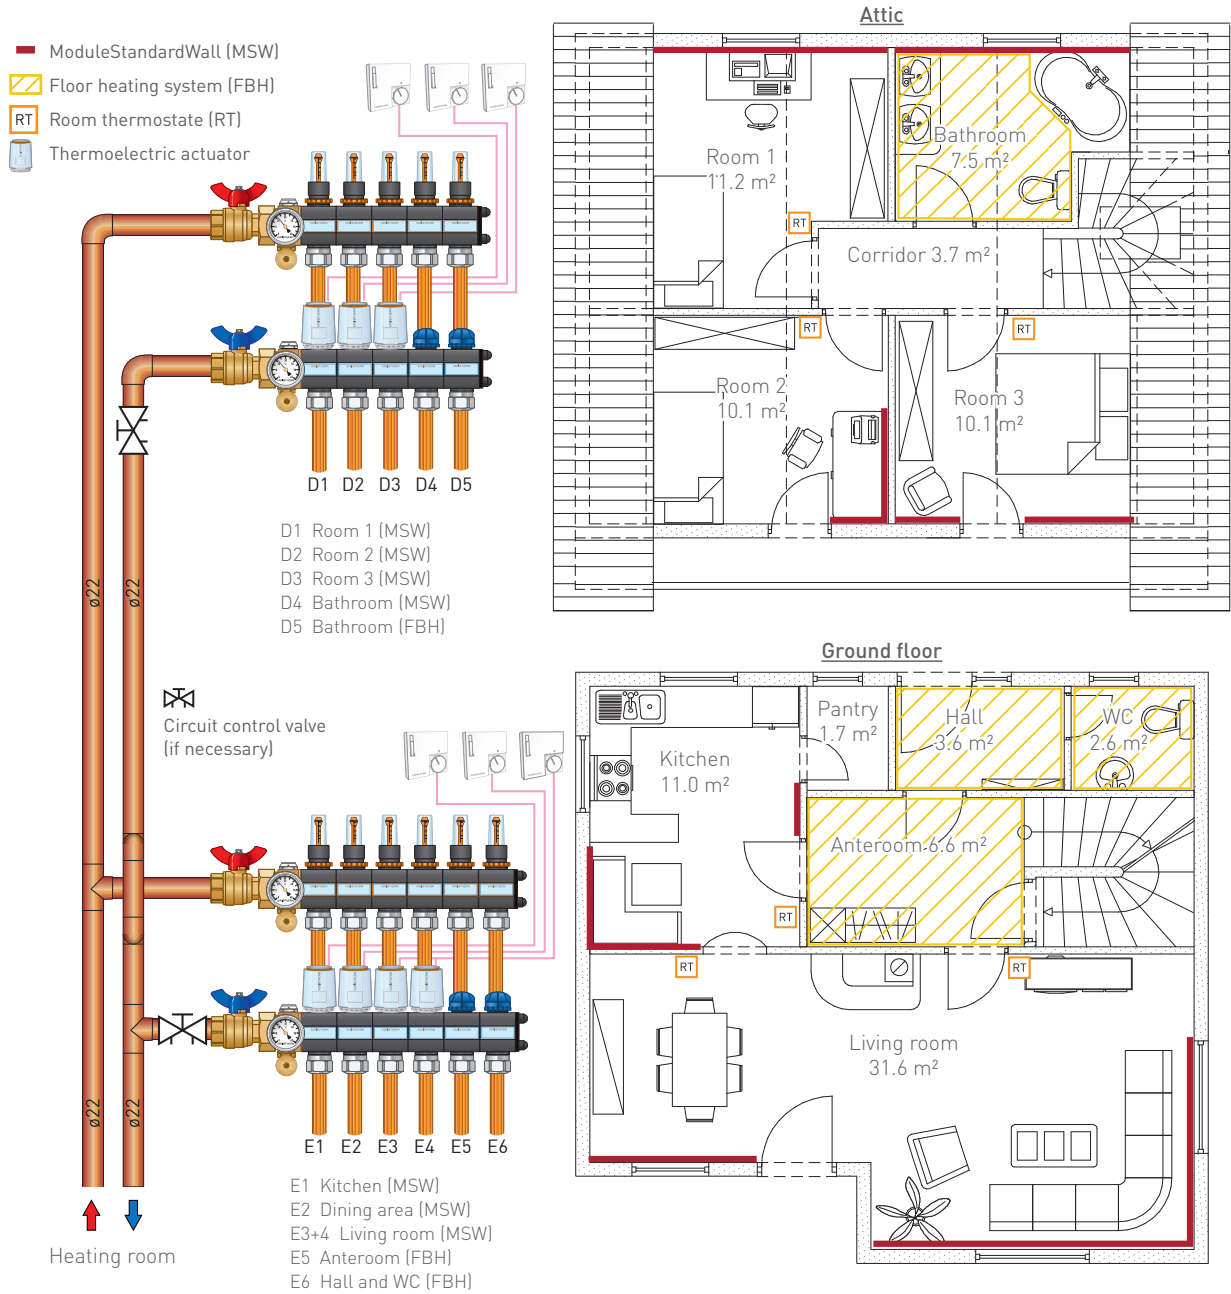 Attic
ModuleStandardWall (MSW)
Floor heating system (FBH)
RT Room thermostate (RT)
Thermoelectric actuator
Room 1
11.2 m²
Bathroom
7.5 m²
RT
Corridor 3.7 m²
RT
RT
Room 2
10.1 m²
Room 3
10.1 m²
D1 D2 D3 D4 D5
D1 Room 1 (MSW)
D2 Room 2 (MSW)
D3 Room 3 (MSW)
D4 Bathroom (MSW)
D5 Bathroom (FBH)
ø22
ø22
Circuit control valve
(if necessary)
Ground floor
Kitchen
11.0 m²
Pantry
1.7 m²
Hall
3.6 m²
WC
2.6 m²
Anteroom 6.6 m²
RT
RT
RT
Living room
31.6 m²
ø22
ø22
E1 E2 E3 E4 E5 E6
E1 Kitchen (MSW)
E2 Dining area (MSW)
E3+4 Living room (MSW)
E5 Anteroom (FBH)
E6 Hall and WC (FBH)
Heating room